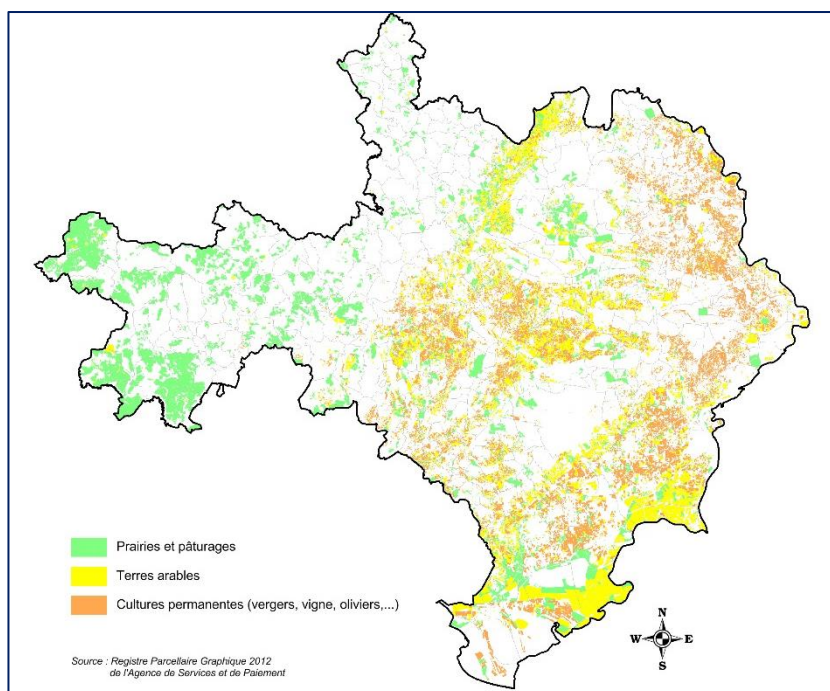 Prairies et pâturages
Terres arables
Cultures permanentes (vergers, vigne, oliviers,...)
N
W E
S
Source : Registre Parcellaire Graphique 2012
de l'Agence de Services et de Paiement